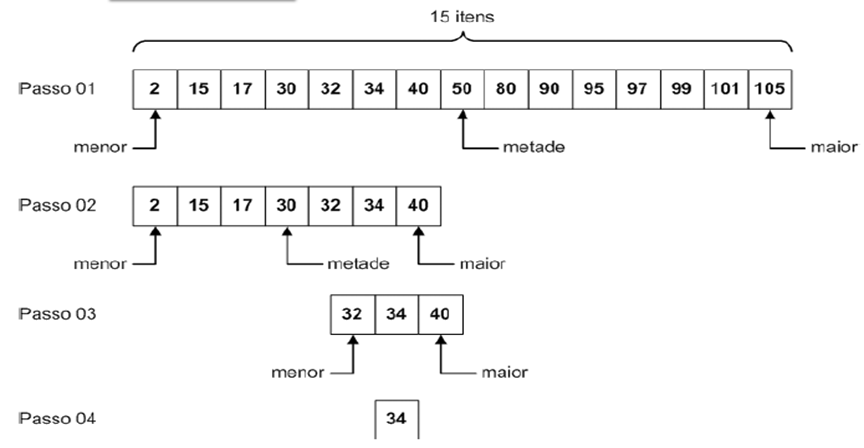 15 itens
Passo 01 2 15 17 30 32 34 40 50 80 90 95 97 99 101 105
menor metade maior
Passo 02 2 15 17 30 32 34 40
menor metade maior
Passo 03 32 34 40
menor maior
Passo 04 34